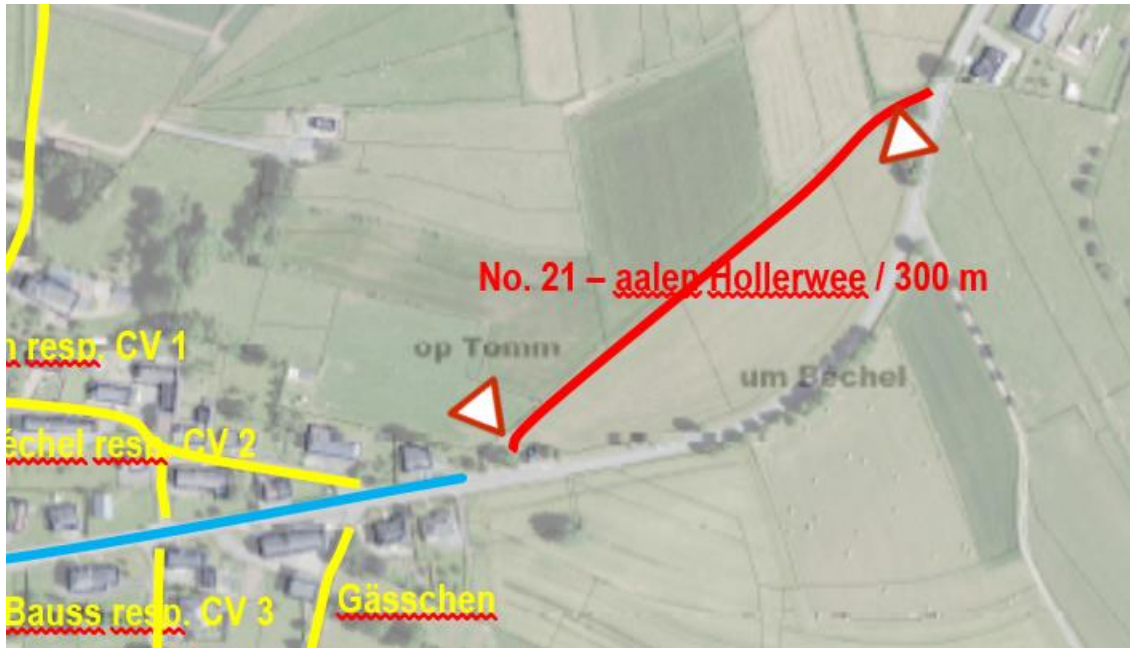 No. 21 – aalen Hollerwee / 300 m
resp. CV 1
op Tomm
um Bechel
resp. CV 2
Bauss resp. CV 3
Gässchen